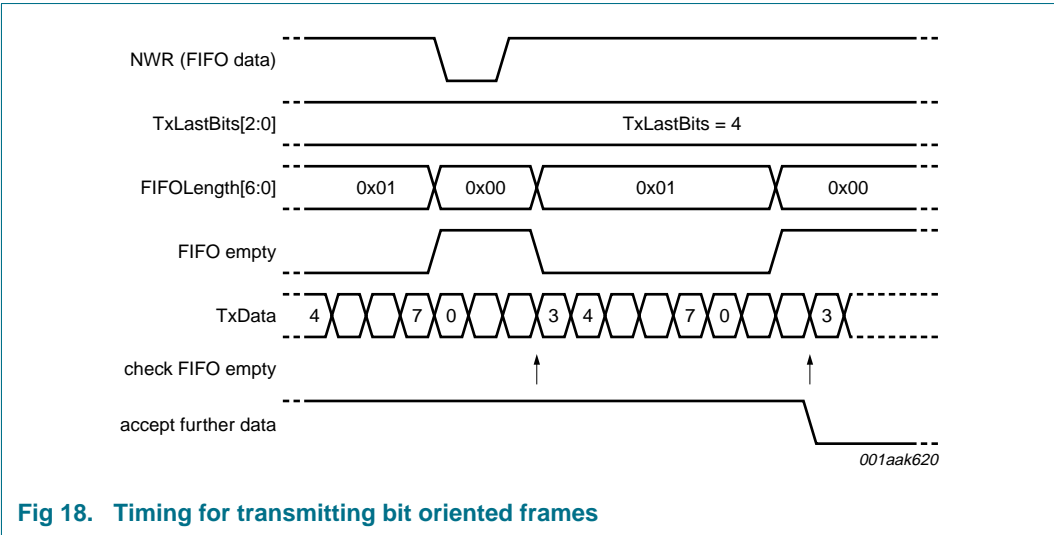 NWR (FIFO data)
TxLastBits[2:0]
TxLastBits = 4
FIFOLength[6:0]
0x01
0x00
0x01
0x00
FIFO empty
TxData
4
7
0
3
4
7
0
3
check FIFO empty
accept further data
001aak620
Fig 18. Timing for transmitting bit oriented frames